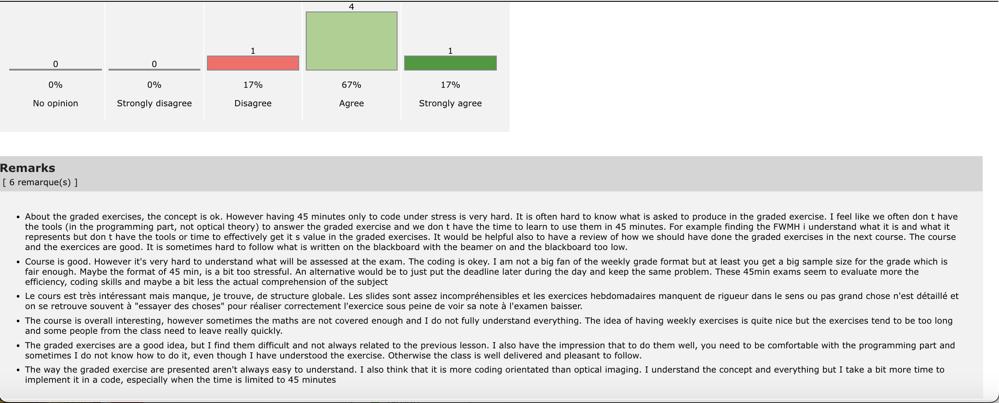 4
1
1
0
0
0%
0%
17%
67%
17%
No opinion
Strongly disagree
Disagree
Agree
Strongly agree
Remarks
[ 6 remarque(s) ]
• About the graded exercises, the concept is ok. However having 45 minutes only to code under stress is very hard. It is often hard to know what is asked to produce in the graded exercise. I feel like we often don t have
the tools (in the programming part, not optical theory) to answer the graded exercise and we don t have the time to learn to use them in 45 minutes. For example finding the FWMH i understand what it is and what it
represents but don t have the tools or time to effectively get it s value in the graded exercises. It would be helpful also to have a review of how we should have done the graded exercises in the next course. The course
and the exercices are good. It is sometimes hard to follow what is written on the blackboard with the beamer on and the blackboard too low.
• Course is good. However it's very hard to understand what will be assessed at the exam. The coding is okey. I am not a big fan of the weekly grade format but at least you get a big sample size for the grade which is
fair enough. Maybe the format of 45 min, is a bit too stressful. An alternative would be to just put the deadline later during the day and keep the same problem. These 45min exams seem to evaluate more the
efficiency, coding skills and maybe a bit less the actual comprehension of the subject
• Le cours est très intéressant mais manque, je trouve, de structure globale. Les slides sont assez incompréhensibles et les exercices hebdomadaires manquent de rigueur dans le sens ou pas grand chose n'est détaillé et
on se retrouve souvent à "essayer des choses" pour réaliser correctement l'exercice sous peine de voir sa note à l'examen baisser.
• The course is overall interesting, however sometimes the maths are not covered enough and I do not fully understand everything. The idea of having weekly exercises is quite nice but the exercises tend to be too long
and some people from the class need to leave really quickly.
• The graded exercises are a good idea, but I find them difficult and not always related to the previous lesson. I also have the impression that to do them well, you need to be comfortable with the programming part and
sometimes I do not know how to do it, even though I have understood the exercise. Otherwise the class is well delivered and pleasant to follow.
• The way the graded exercise are presented aren't always easy to understand. I also think that it is more coding orientated than optical imaging. I understand the concept and everything but I take a bit more time to
implement it in a code, especially when the time is limited to 45 minutes